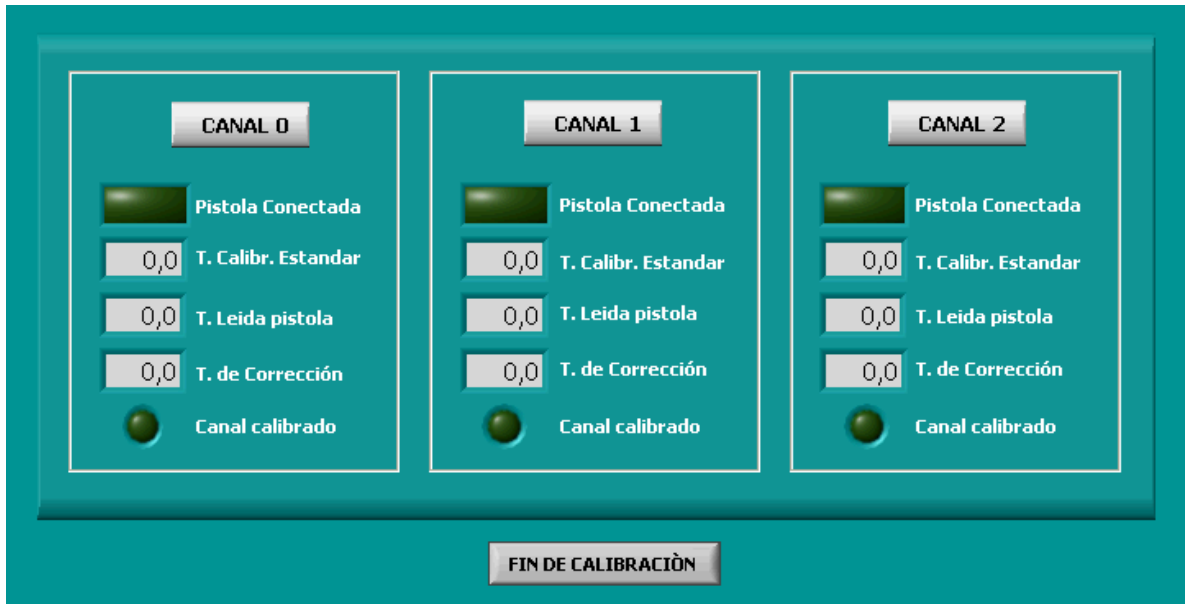 CANAL 0
Pistola Conectada
0,0 T. Calibr. Estandar
0,0 T. Leida pistola
0,0 T. de Corrección
Canal calibrado
CANAL 1
Pistola Conectada
0,0 T. Calibr. Estandar
0,0 T. Leida pistola
0,0 T. de Corrección
Canal calibrado
CANAL 2
Pistola Conectada
0,0 T. Calibr. Estandar
0,0 T. Leida pistola
0,0 T. de Corrección
Canal calibrado
FIN DE CALIBRACIÒN